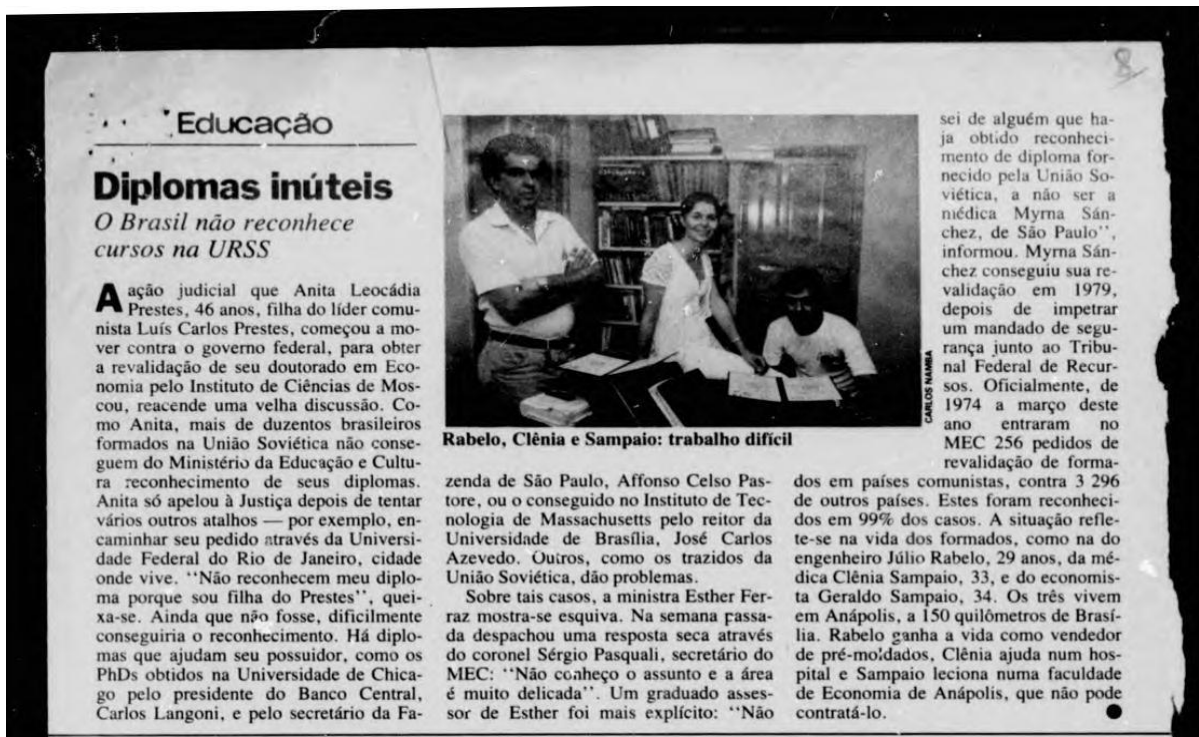 8
Educação
Diplomas inúteis
O Brasil não reconhece
cursos na URSS
A ação judicial que Anita Leocádia
Prestes, 46 anos, filha do líder comu-
nista Luís Carlos Prestes, começou a mo-
ver contra o governo federal, para obter
a revalidação de seu doutorado em Eco-
nomia pelo Instituto de Ciências de Mos-
cou, reacende uma velha discussão. Co-
mo Anita, mais de duzentos brasileiros
formados na União Soviética não conse-
guem do Ministério da Educação e Cultu-
ra reconhecimento de seus diplomas.
Anita só apelou à Justiça depois de tentar
vários outros atalhos — por exemplo, en-
caminhar seu pedido através da Universi-
dade Federal do Rio de Janeiro, cidade
onde vive. "Não reconhecem meu diplo-
ma porque sou filha do Prestes", quei-
xa-se. Ainda que não fosse, dificilmente
conseguiria o reconhecimento. Há diplo-
mas que ajudam seu possuidor, como os
PhDs obtidos na Universidade de Chica-
go pelo presidente do Banco Central,
Carlos Langoni, e pelo secretário da Fa-
CARLOS NAMBA
Rabelo, Clênia e Sampaio: trabalho difícil
zenda de São Paulo, Affonso Celso Pas-
tore, ou o conseguido no Instituto de Tec-
nologia de Massachusetts pelo reitor da
Universidade de Brasília, José Carlos
Azevedo. Outros, como os trazidos da
União Soviética, dão problemas.
Sobre tais casos, a ministra Esther Fer-
raz mostra-se esquiva. Na semana passa-
da despachou uma resposta seca através
do coronel Sérgio Pasquali, secretário do
MEC: "Não conheço o assunto e a área
é muito delicada". Um graduado asses-
sor de Esther foi mais explícito: "Não
sei de alguém que ha-
ja obtido reconheci-
mento de diploma for-
necido pela União So-
viética, a não ser a
médica Myrna Sán-
chez, de São Paulo",
informou. Myrna Sán-
chez conseguiu sua re-
validação em 1979,
depois de impetrar
um mandado de segu-
rança junto ao Tribu-
nal Federal de Recur-
sos. Oficialmente, de
1974 a março deste
ano entraram no
MEC 256 pedidos de
revalidação de forma-
dos em países comunistas, contra 3 296
de outros países. Estes foram reconheci-
dos em 99% dos casos. A situação refle-
te-se na vida dos formados, como na do
engenheiro Júlio Rabelo, 29 anos, da mé-
dica Clênia Sampaio, 33, e do economis-
ta Geraldo Sampaio, 34. Os três vivem
em Anápolis, a 150 quilômetros de Brasí-
lia. Rabelo ganha a vida como vendedor
de pré-moldados, Clênia ajuda num hos-
pital e Sampaio leciona numa faculdade
de Economia de Anápolis, que não pode
contratá-lo.